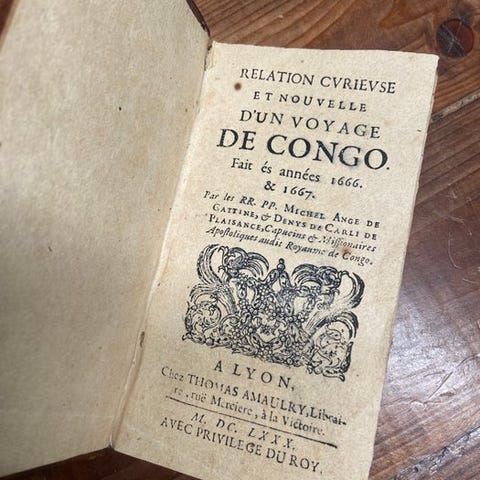 RELATION CVRIEVSE
ET NOUVELLE
D'UN VOYAGE
DE CONGO.
Fait és années 1666.
& 1667.
Par les RR. PP. MICHEL ANGE DE
GATTINE, & DENYS DE CARLI DE
PLAISANCE, Capucins & Missionaires
Apostoliques audit Royaume de Congo.
A LYON,
Chez THOMAS AMAULRY, Librai-
re, ruë Merciere, à la Victoire.
M. DC. LXXX.
AVEC PRIVILEGE DU ROY.